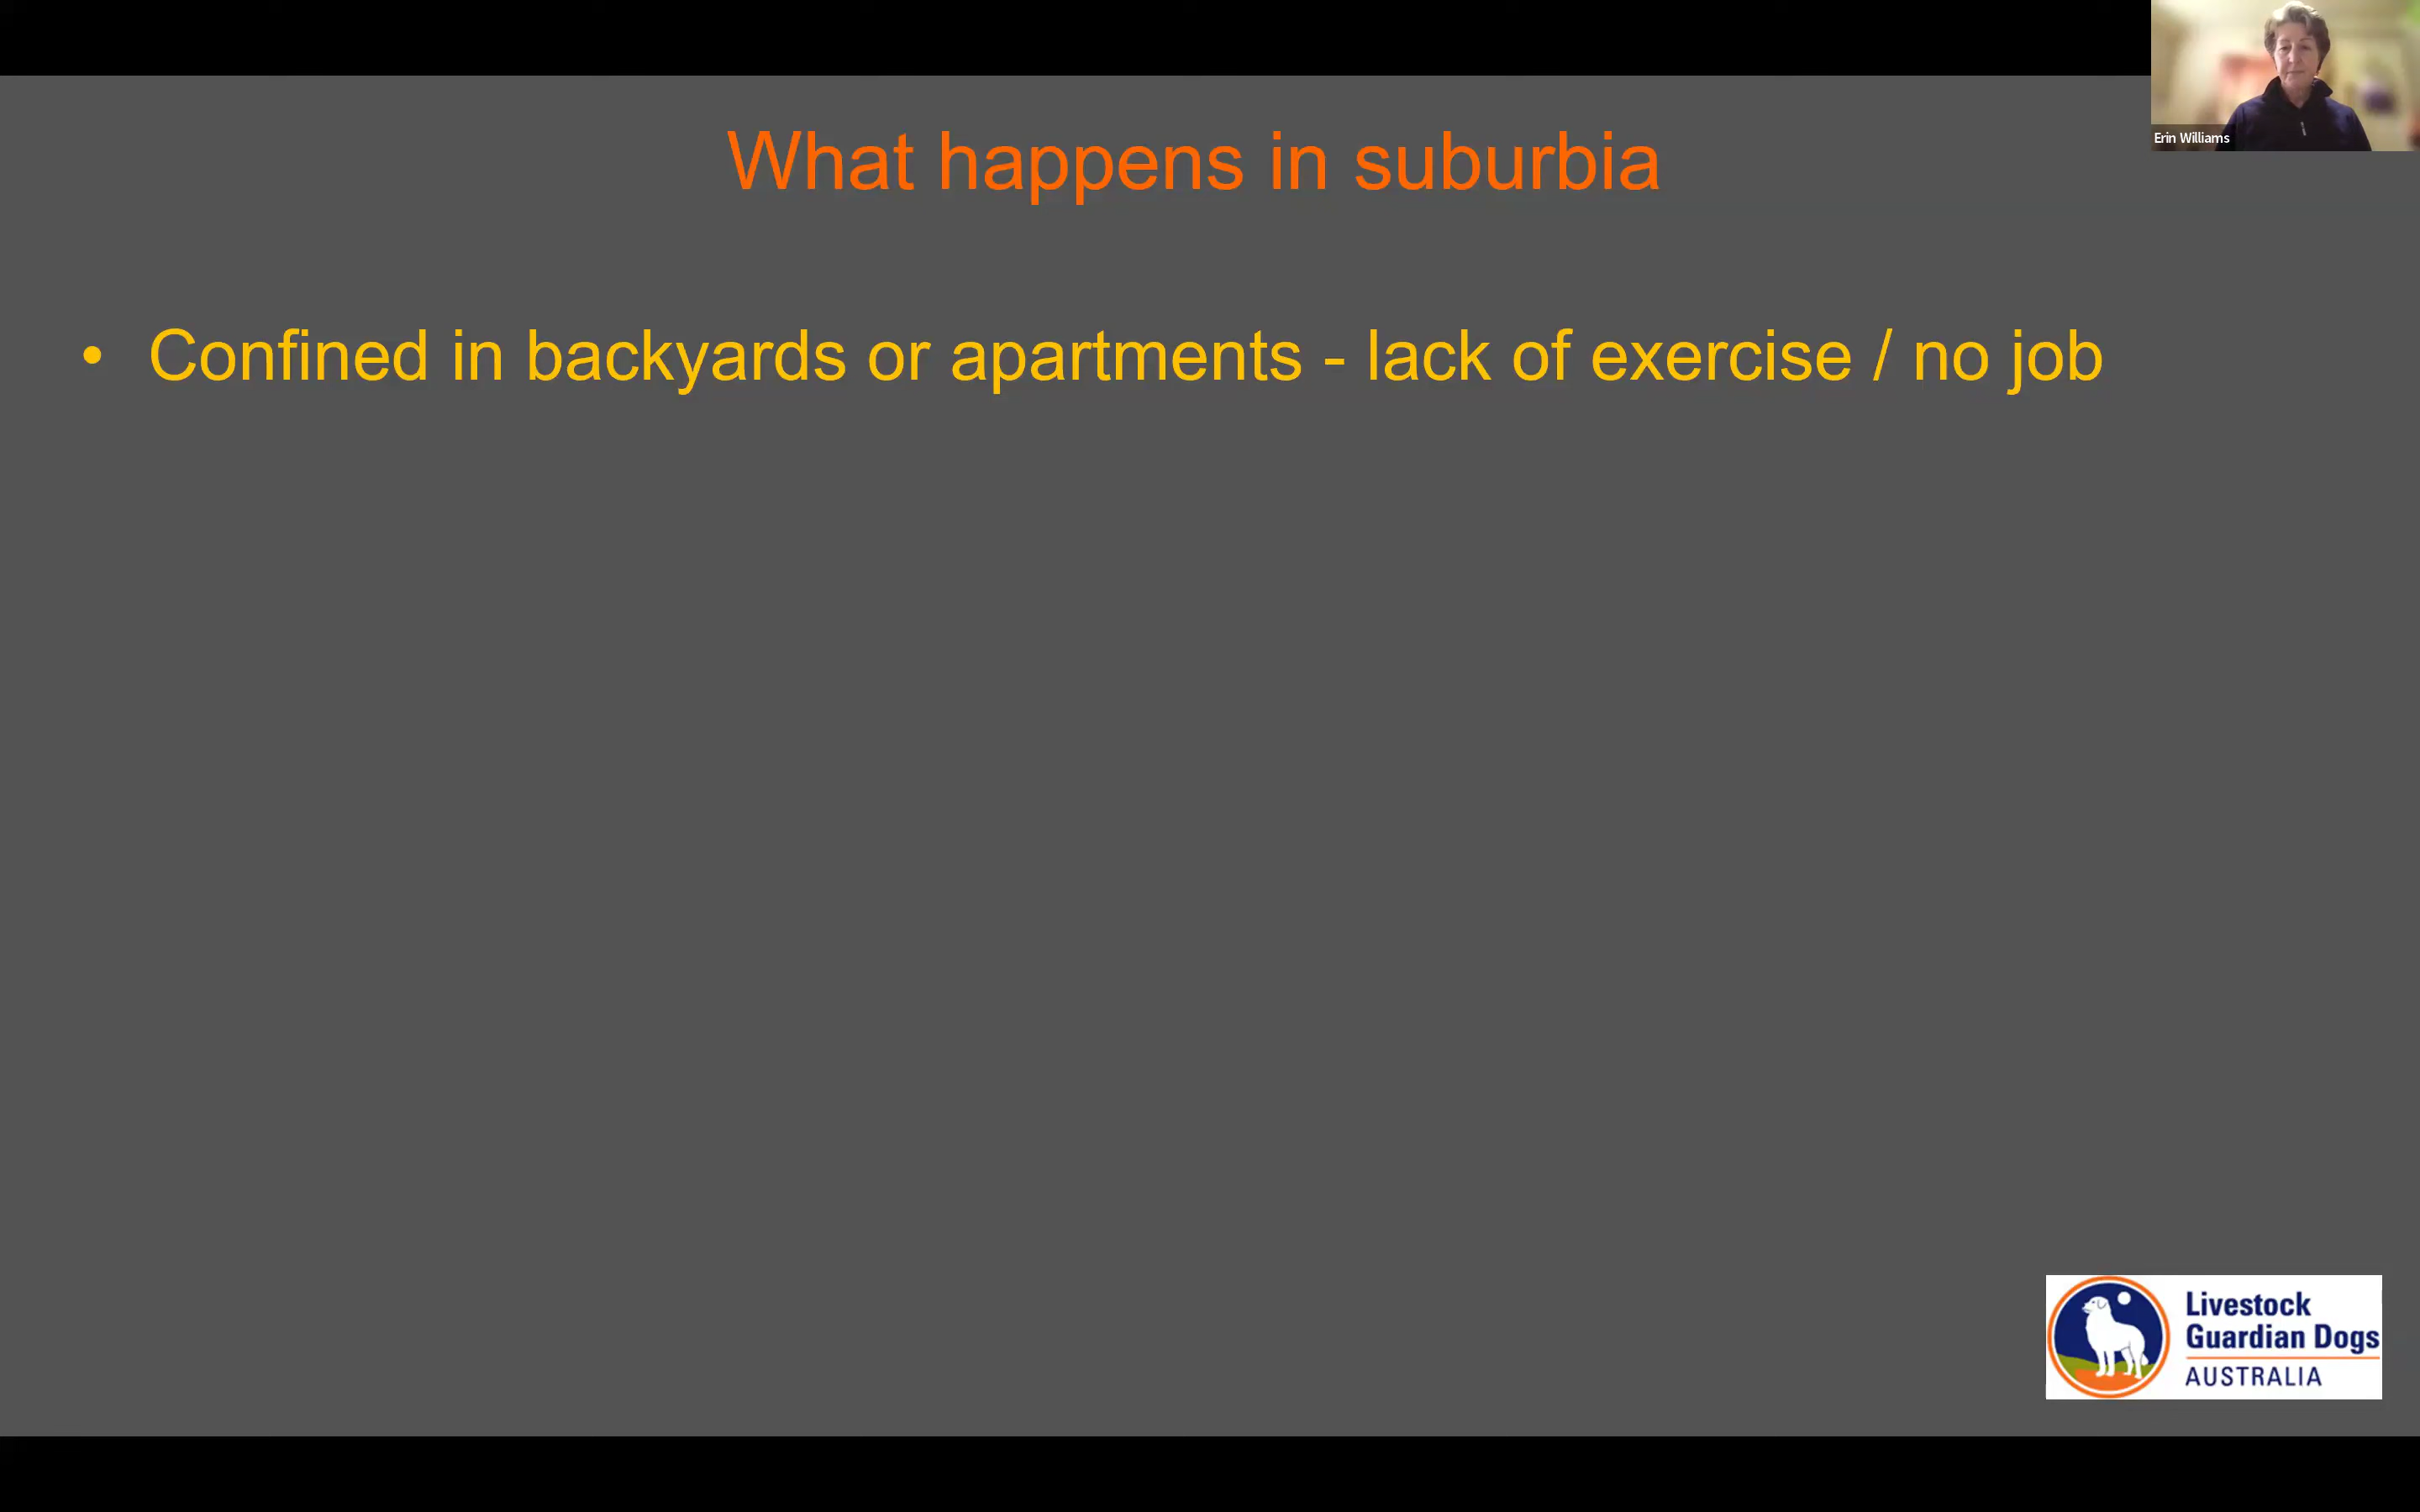 Erin Williams
What happens in suburbia
• Confined in backyards or apartments - lack of exercise / no job
Livestock
Guardian Dogs
AUSTRALIA